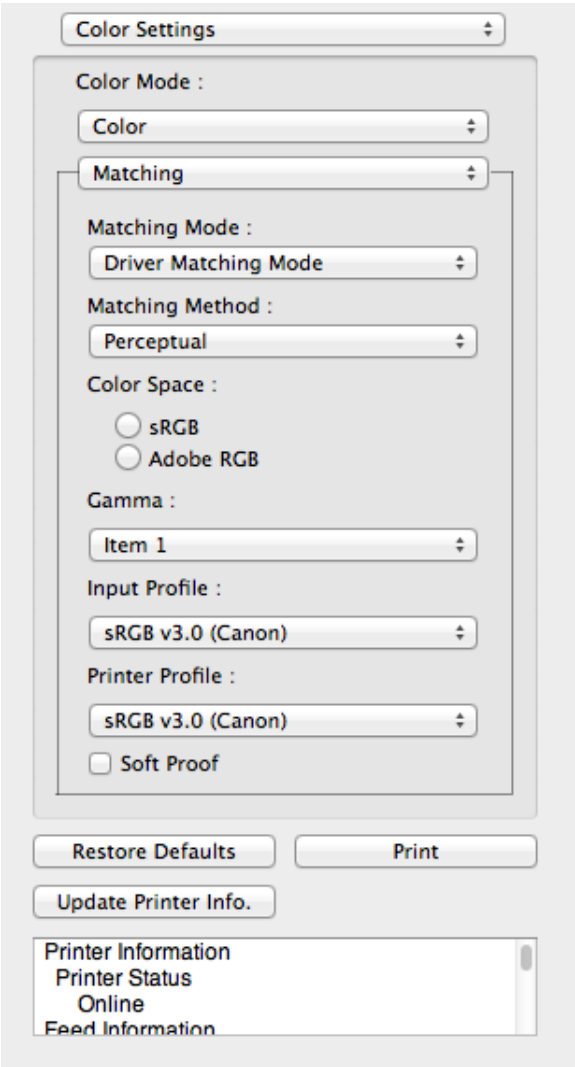 Color Settings
Color Mode :
Color
Matching
Matching Mode :
Driver Matching Mode
Matching Method :
Perceptual
Color Space :
sRGB
Adobe RGB
Gamma :
Item 1
Input Profile :
sRGB v3.0 (Canon)
Printer Profile :
sRGB v3.0 (Canon)
Soft Proof
Restore Defaults Print
Update Printer Info.
Printer Information
Printer Status
Online
Feed Information